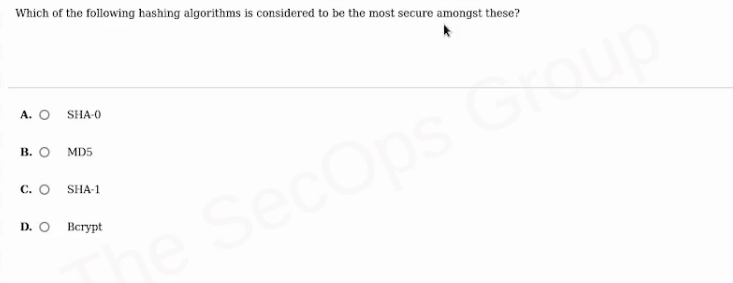 Which of the following hashing algorithms is considered to be the most secure amongst these?
A. SHA-0
B. MD5
C. SHA-1
D. Bcrypt
The SecOps Group